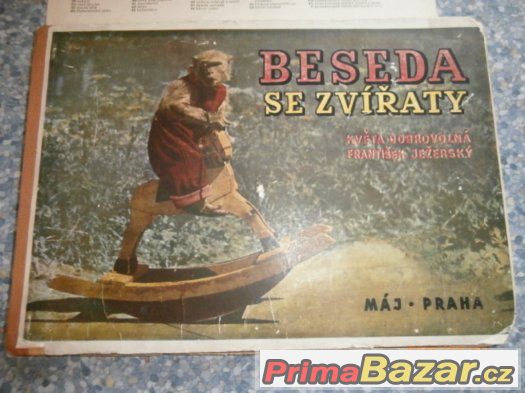 BESEDA
SE ZVÍŘATY
KVĚTA DOBROVOLNÁ
FRANTIŠEK JEŽERSKÝ
MÁJ • PRAHA
PrimaBazar.cz